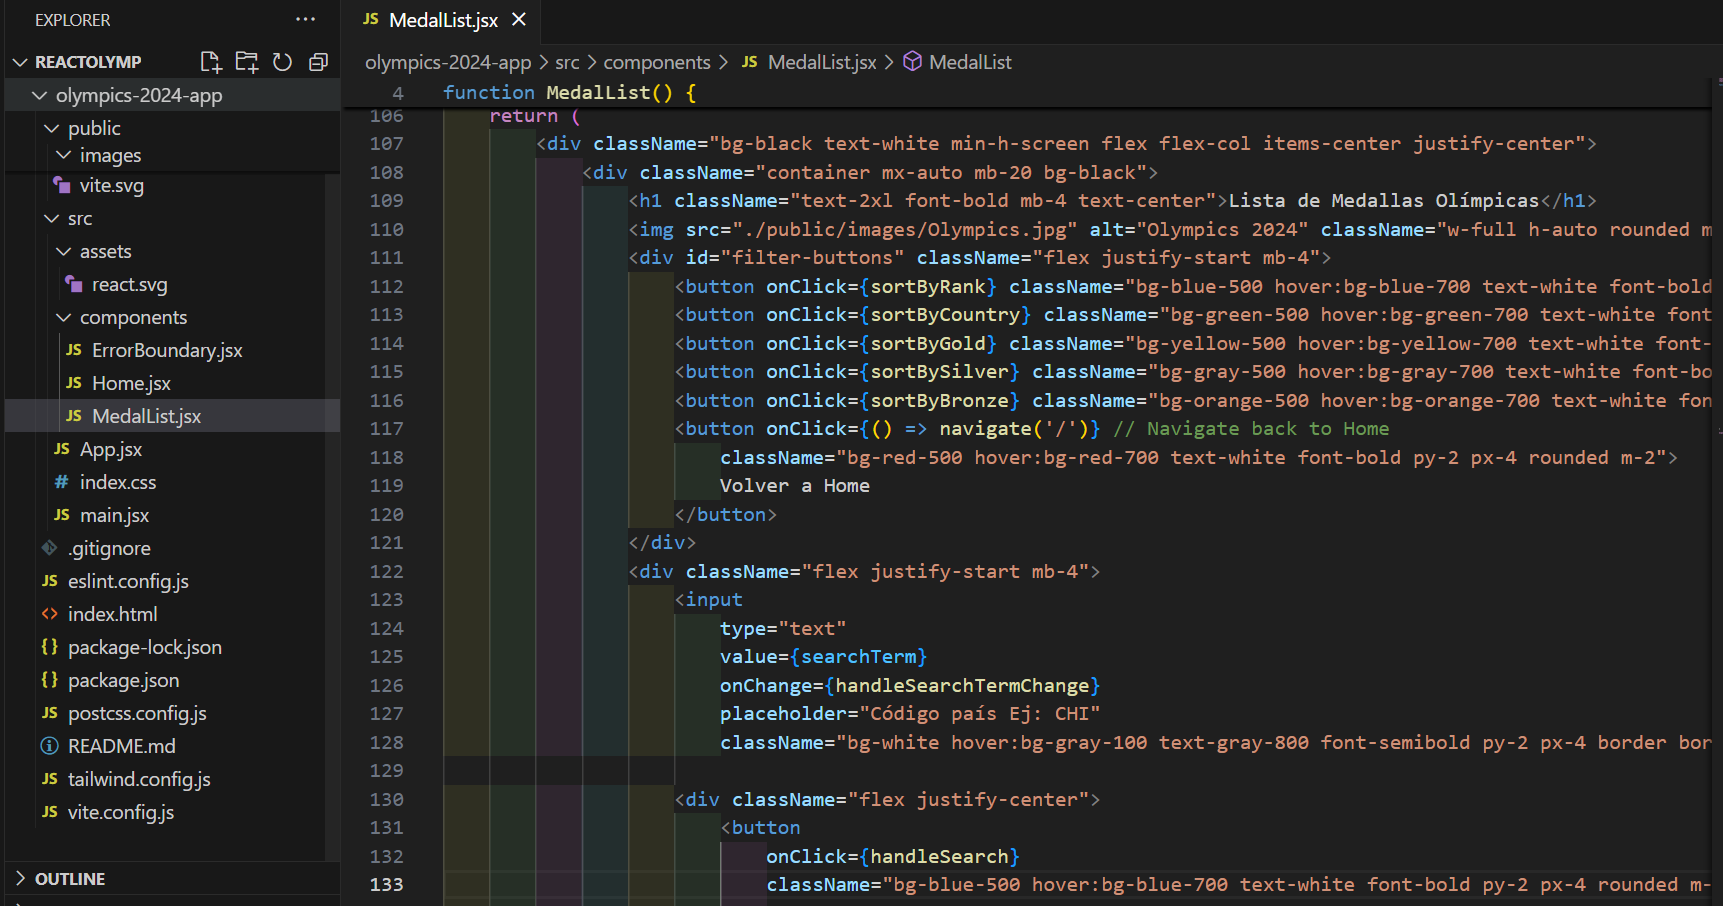 EXPLORER
REACTOLYMP
olympics-2024-app
public
images
vite.svg
src
assets
react.svg
components
JS ErrorBoundary.jsx
JS Home.jsx
JS MedalList.jsx
JS App.jsx
# index.css
JS main.jsx
.gitignore
JS eslint.config.js
<> index.html
{} package-lock.json
{} package.json
JS postcss.config.js
README.md
JS tailwind.config.js
JS vite.config.js
OUTLINE
JS MedalList.jsx
olympics-2024-app > src > components > JS MedalList.jsx > MedalList
4 function MedalList() {
106 return (
107 <div className="bg-black text-white min-h-screen flex flex-col items-center justify-center">
108 <div className="container mx-auto mb-20 bg-black">
109 <h1 className="text-2xl font-bold mb-4 text-center">Lista de Medallas Olímpicas</h1>
110 <img src="./public/images/Olympics.jpg" alt="Olympics 2024" className="w-full h-auto rounded m
111 <div id="filter-buttons" className="flex justify-start mb-4">
112 <button onClick={sortByRank} className="bg-blue-500 hover:bg-blue-700 text-white font-bold
113 <button onClick={sortByCountry} className="bg-green-500 hover:bg-green-700 text-white font
114 <button onClick={sortByGold} className="bg-yellow-500 hover:bg-yellow-700 text-white font-
115 <button onClick={sortBySilver} className="bg-gray-500 hover:bg-gray-700 text-white font-bo
116 <button onClick={sortByBronze} className="bg-orange-500 hover:bg-orange-700 text-white fon
117 <button onClick={() => navigate('/')} // Navigate back to Home
118 className="bg-red-500 hover:bg-red-700 text-white font-bold py-2 px-4 rounded m-2">
119 Volver a Home
120 </button>
121 </div>
122 <div className="flex justify-start mb-4">
123 <input
124 type="text"
125 value={searchTerm}
126 onChange={handleSearchTermChange}
127 placeholder="Código país Ej: CHI"
128 className="bg-white hover:bg-gray-100 text-gray-800 font-semibold py-2 px-4 border bor
129
130 <div className="flex justify-center">
131 <button
132 onClick={handleSearch}
133 className="bg-blue-500 hover:bg-blue-700 text-white font-bold py-2 px-4 rounded m-